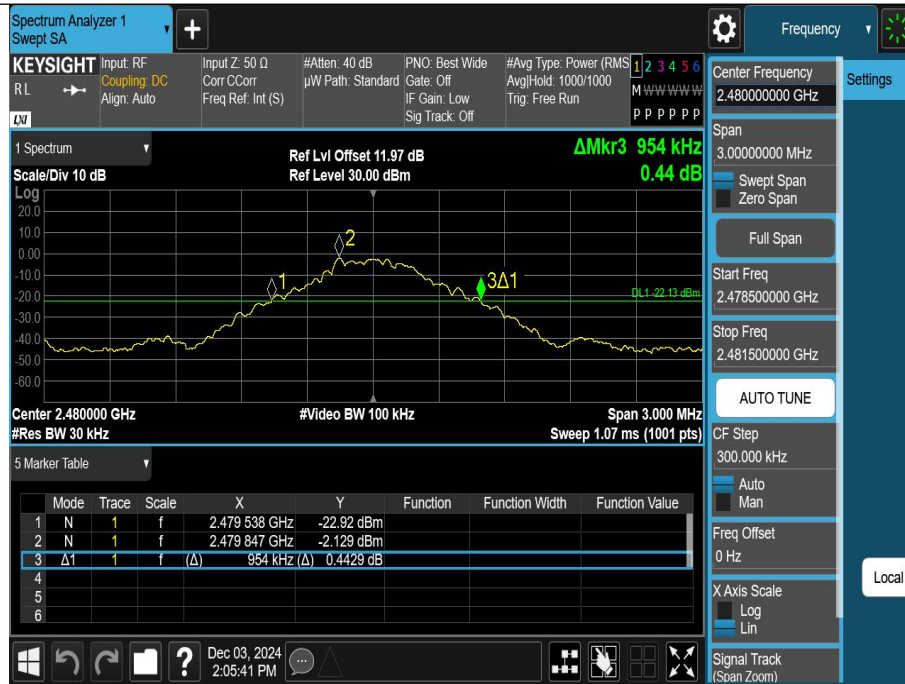 Spectrum Analyzer 1
Swept SA
+
Frequency
KEYSIGHT
RL
LXI
Input: RF
Coupling: DC
Align: Auto
Input Z: 50 Ω
Corr CCorr
Freq Ref: Int (S)
#Atten: 40 dB
µW Path: Standard
PNO: Best Wide
Gate: Off
IF Gain: Low
Sig Track: Off
#Avg Type: Power (RMS
Avg|Hold: 1000/1000
Trig: Free Run
1 2 3 4 5 6
M W W W W W
P P P P P P
1 Spectrum
Scale/Div 10 dB
Ref Lvl Offset 11.97 dB
Ref Level 30.00 dBm
ΔMkr3 954 kHz
0.44 dB
Log
20.0
10.0
0.00
-10.0
-20.0
-30.0
-40.0
-50.0
-60.0
1
2
3Δ1
DL1 -22.13 dBm
Center 2.480000 GHz
#Video BW 100 kHz
Span 3.000 MHz
#Res BW 30 kHz
Sweep 1.07 ms (1001 pts)
5 Marker Table
Mode Trace Scale X Y Function Function Width Function Value
1 N 1 f 2.479 538 GHz -22.92 dBm
2 N 1 f 2.479 847 GHz -2.129 dBm
3 Δ1 1 f (Δ) 954 kHz (Δ) 0.4429 dB
4
5
6
?
Dec 03, 2024
2:05:41 PM
Center Frequency
2.480000000 GHz
Settings
Span
3.00000000 MHz
Swept Span
Zero Span
Full Span
Start Freq
2.478500000 GHz
Stop Freq
2.481500000 GHz
AUTO TUNE
CF Step
300.000 kHz
Auto
Man
Freq Offset
0 Hz
Local
X Axis Scale
Log
Lin
Signal Track
(Span Zoom)